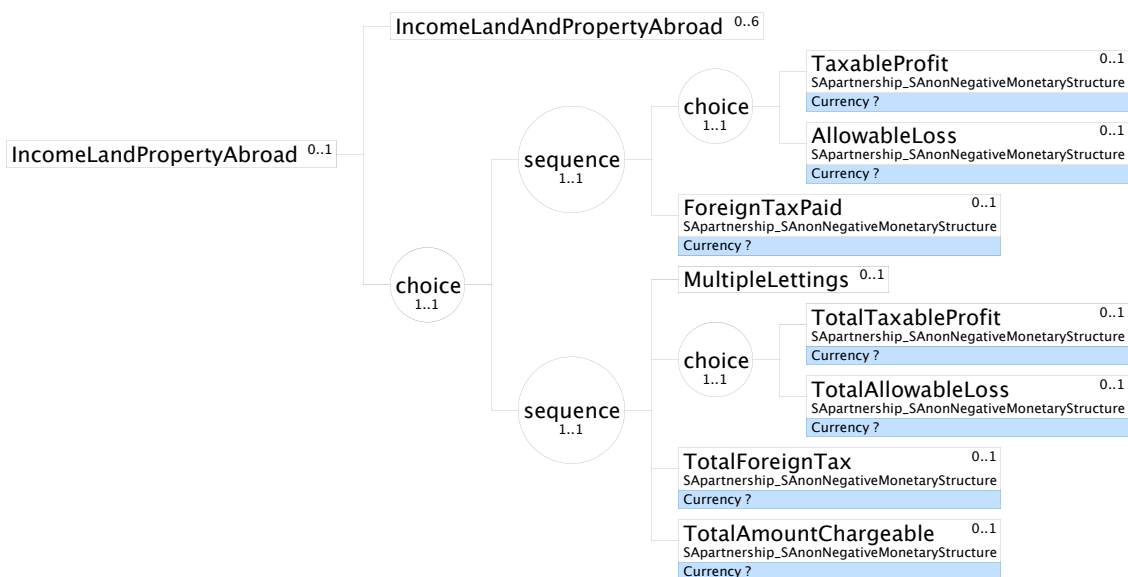 IncomeLandAndPropertyAbroad 0..6
TaxableProfit 0..1
SApartnership_SAnonNegativeMonetaryStructure
Currency ?
choice
1..1
AllowableLoss 0..1
SApartnership_SAnonNegativeMonetaryStructure
Currency ?
IncomeLandPropertyAbroad 0..1
sequence
1..1
ForeignTaxPaid 0..1
SApartnership_SAnonNegativeMonetaryStructure
Currency ?
choice
1..1
MultipleLettings 0..1
TotalTaxableProfit 0..1
SApartnership_SAnonNegativeMonetaryStructure
Currency ?
choice
1..1
TotalAllowableLoss 0..1
SApartnership_SAnonNegativeMonetaryStructure
Currency ?
sequence
1..1
TotalForeignTax 0..1
SApartnership_SAnonNegativeMonetaryStructure
Currency ?
TotalAmountChargeable 0..1
SApartnership_SAnonNegativeMonetaryStructure
Currency ?